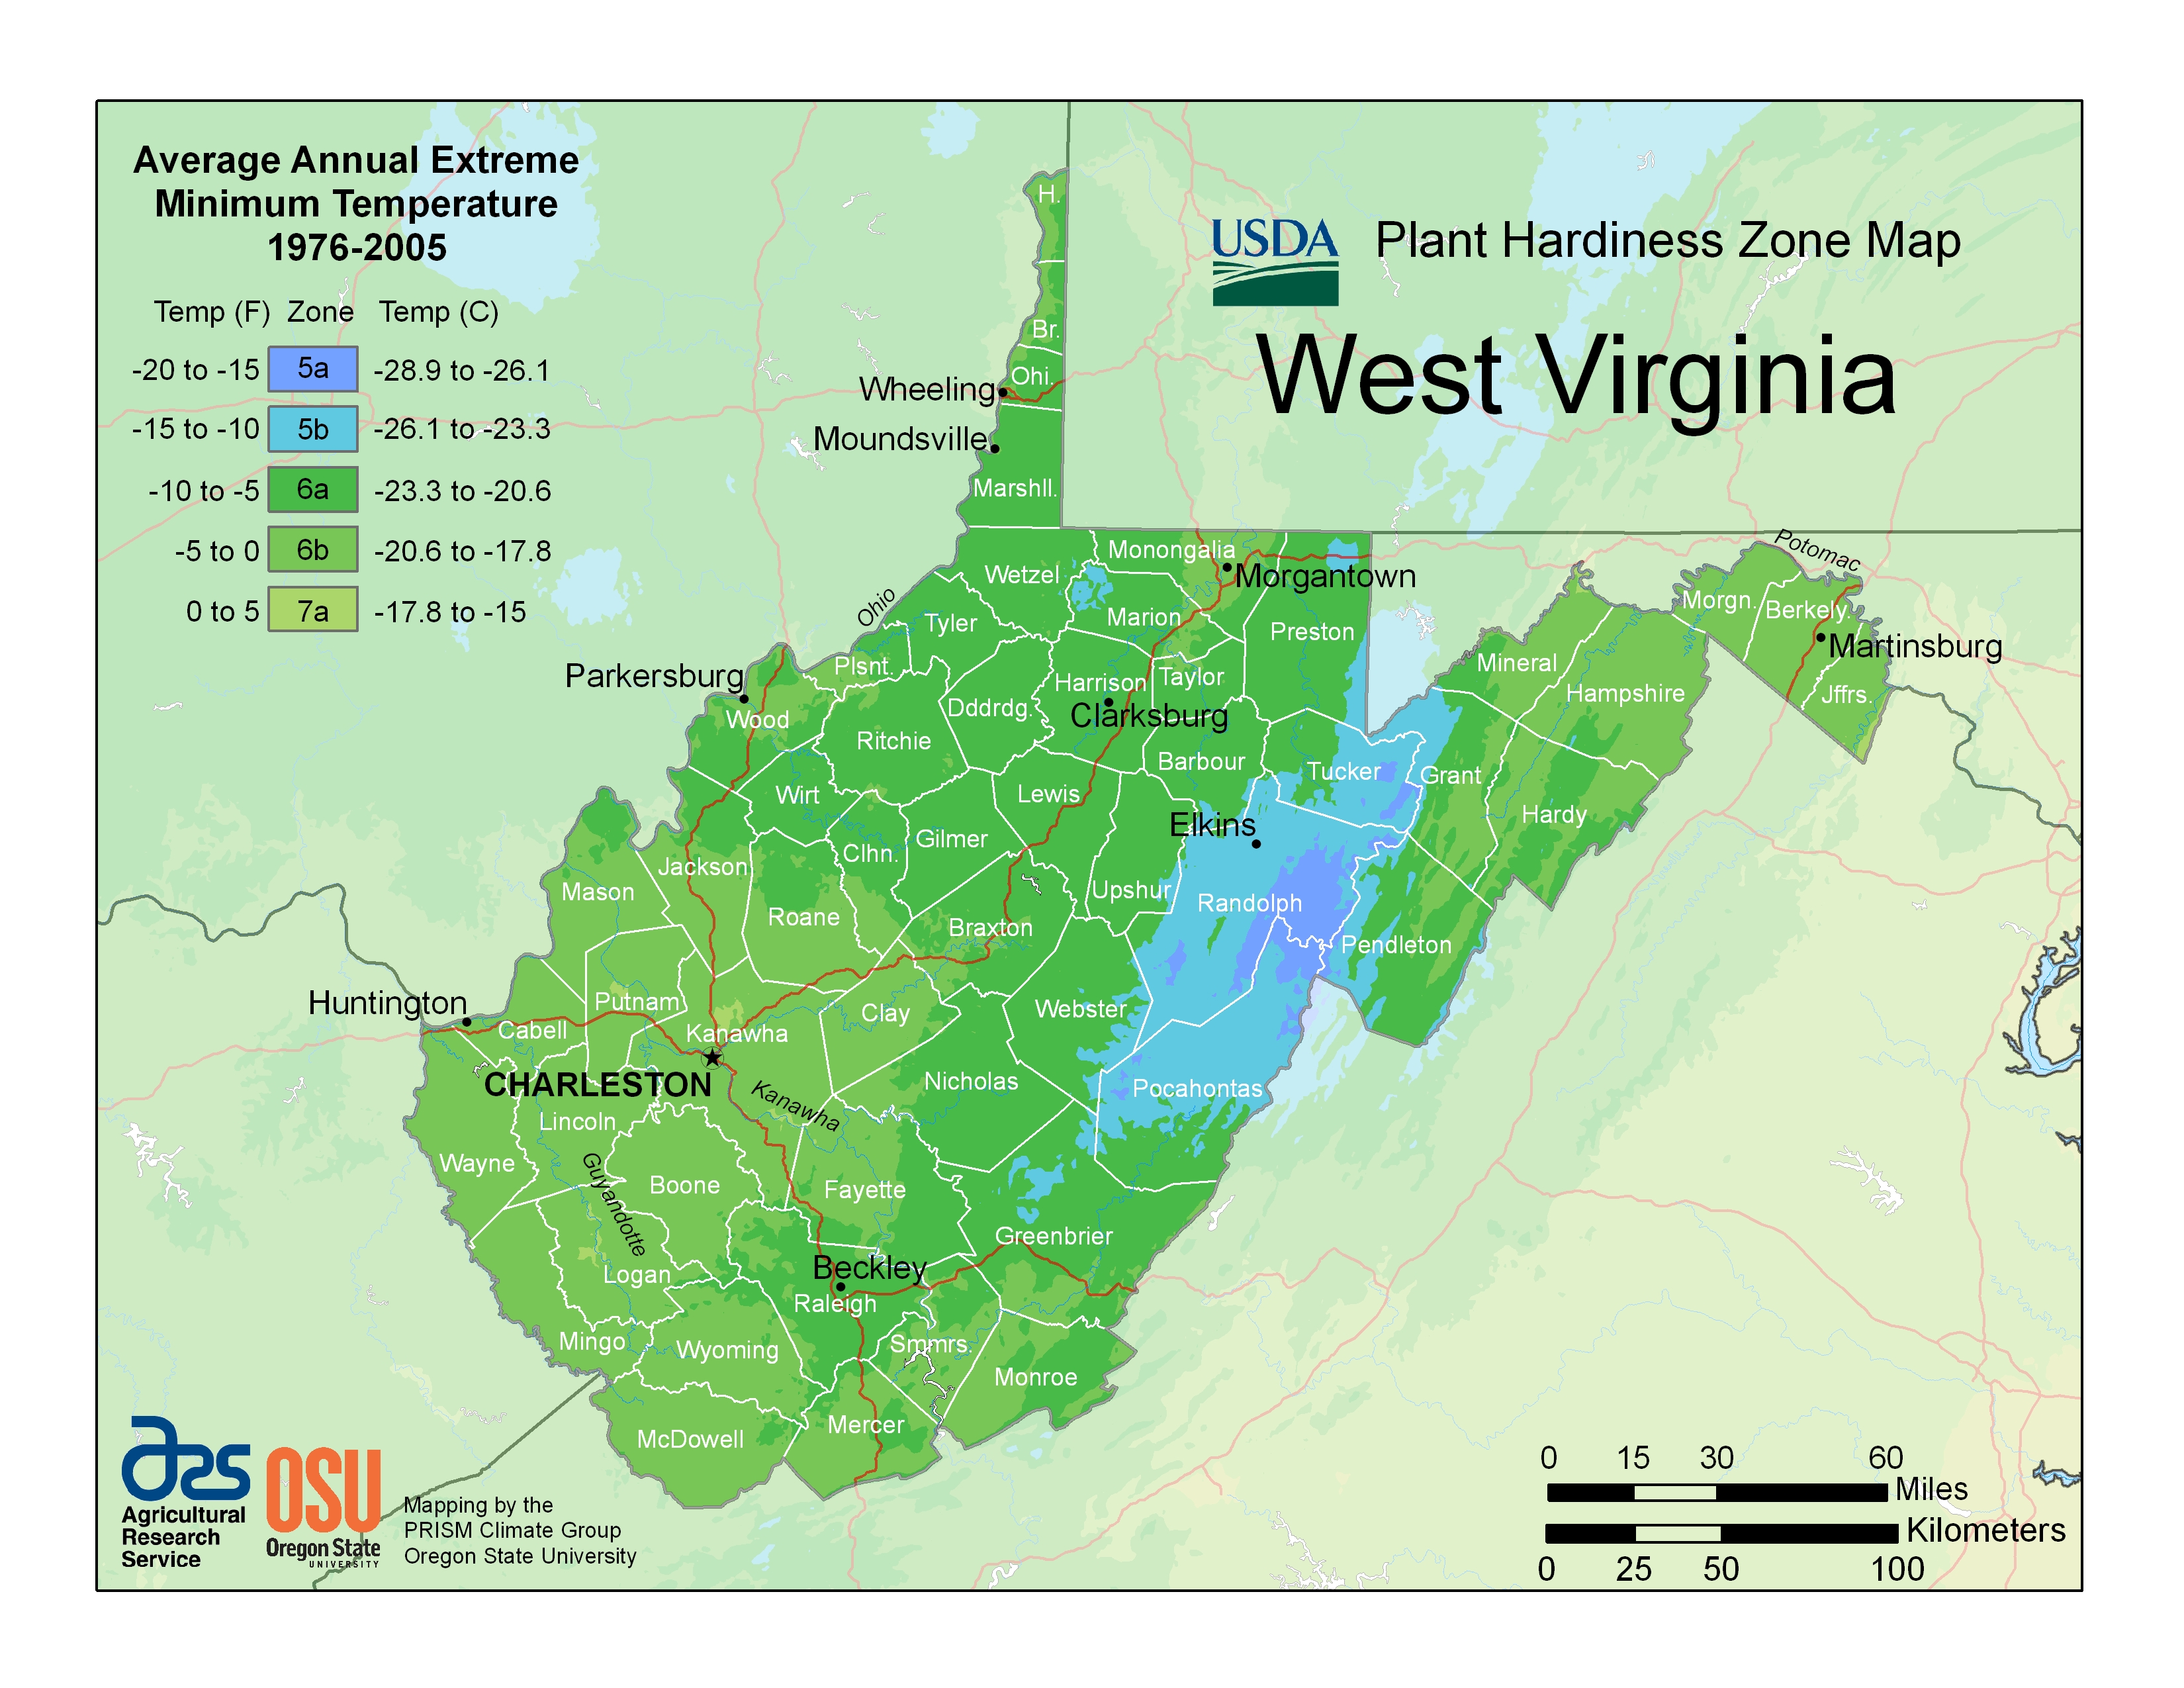 Average Annual Extreme
Minimum Temperature
1976-2005
Temp (F) Zone Temp (C)
-20 to -15 5a -28.9 to -26.1
-15 to -10 5b -26.1 to -23.3
-10 to -5 6a -23.3 to -20.6
-5 to 0 6b -20.6 to -17.8
0 to 5 7a -17.8 to -15
USDA Plant Hardiness Zone Map
West Virginia
H.
Br.
Ohi.
Wheeling
Moundsville
Marshll.
Potomac
Monongalia
Morgantown
Wetzel
Ohio
Tyler
Marion
Preston
Morgn.
Berkely.
Martinsburg
Jffrs.
Mineral
Hampshire
Parkersburg
Plsnt.
Wood
Harrison
Taylor
Clarksburg
Dddrdg.
Ritchie
Barbour
Tucker
Grant
Hardy
Wirt
Lewis
Elkins
Gilmer
Clhn.
Jackson
Mason
Roane
Upshur
Randolph
Braxton
Pendleton
Huntington
Putnam
Cabell
Kanawha
Clay
Webster
CHARLESTON
Kanawha
Nicholas
Pocahontas
Lincoln
Wayne
Guyandotte
Boone
Fayette
Greenbrier
Logan
Beckley
Raleigh
Mingo
Wyoming
Smmrs.
Monroe
McDowell
Mercer
ars
Agricultural
Research
Service
OSU
Oregon State
UNIVERSITY
Mapping by the
PRISM Climate Group
Oregon State University
0 15 30 60
Miles
Kilometers
0 25 50 100